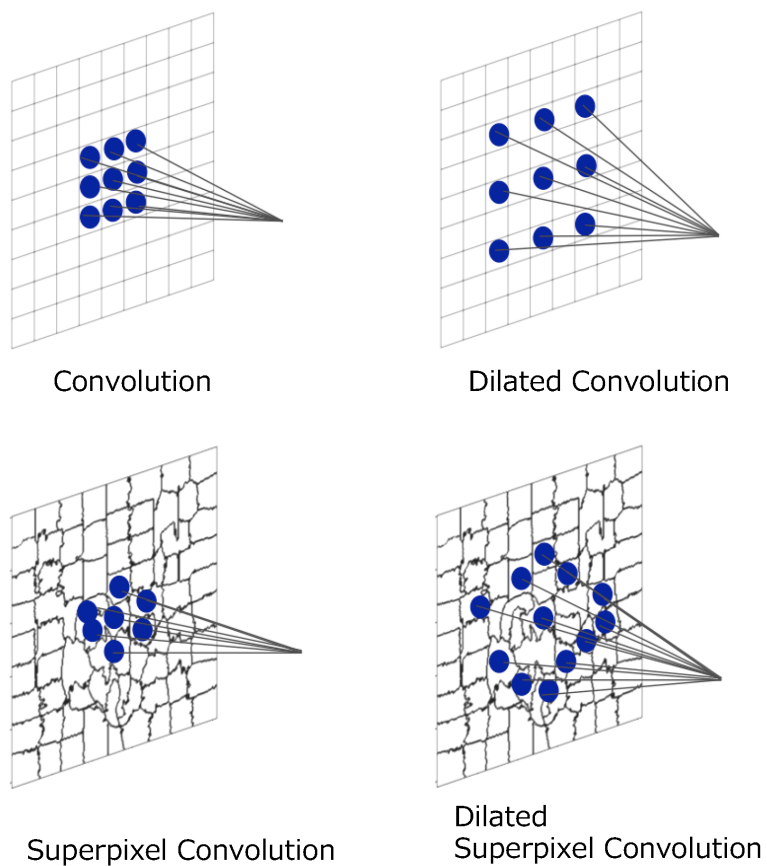 Convolution
Dilated Convolution
Superpixel Convolution
Dilated
Superpixel Convolution